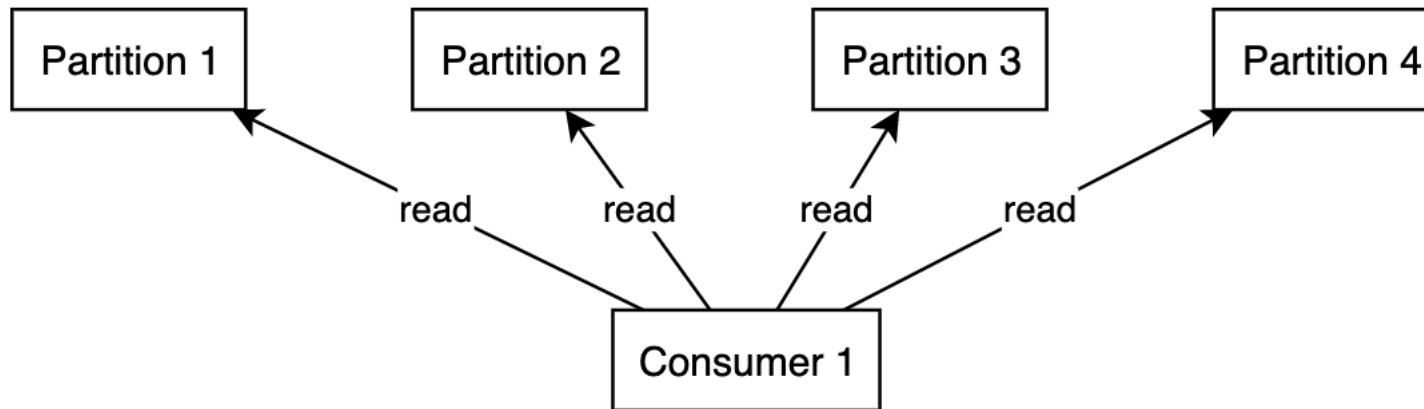 Partition 1
Partition 2
Partition 3
Partition 4
read
read
read
read
Consumer 1